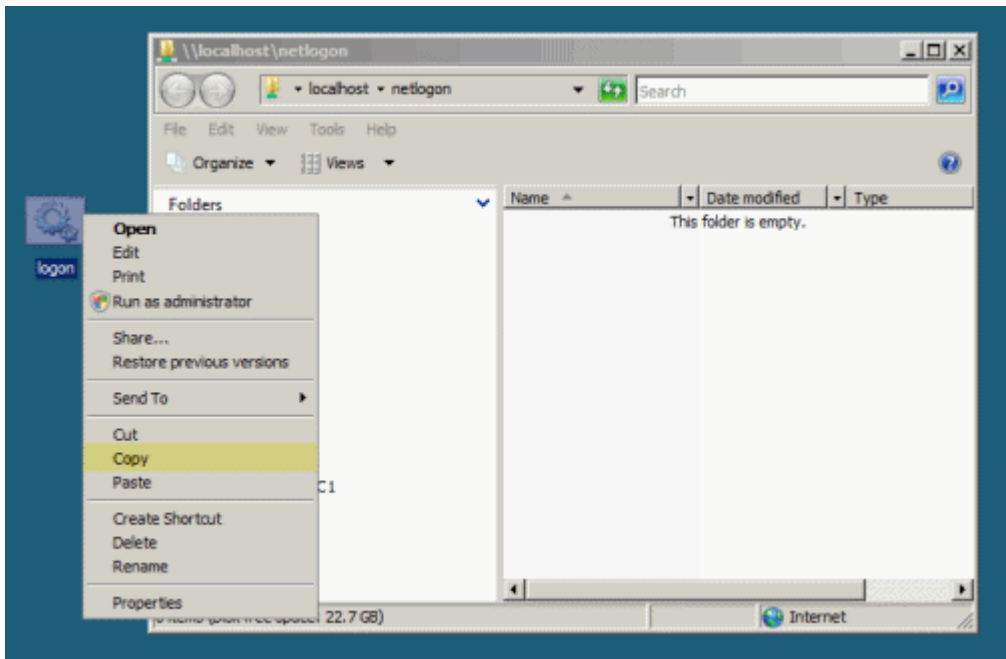 \\localhost\netlogon
localhost netlogon
Search
File Edit View Tools Help
Organize Views
Folders
Name Date modified Type
This folder is empty.
logon
Open
Edit
Print
Run as administrator
Share...
Restore previous versions
Send To
Cut
Copy
Paste
C1
Create Shortcut
Delete
Rename
Properties
22.7 GB)
Internet